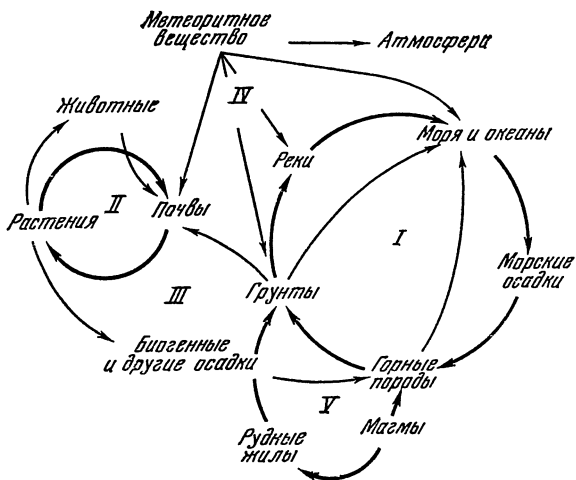 Метеоритное
вещество
Атмосфера
Животные
IV
Реки
Моря и океаны
Растения
II
Почвы
I
Морские
осадки
III
Грунты
Биогенные
и другие осадки
Горные
породы
V
Магмы
Рудные
жилы